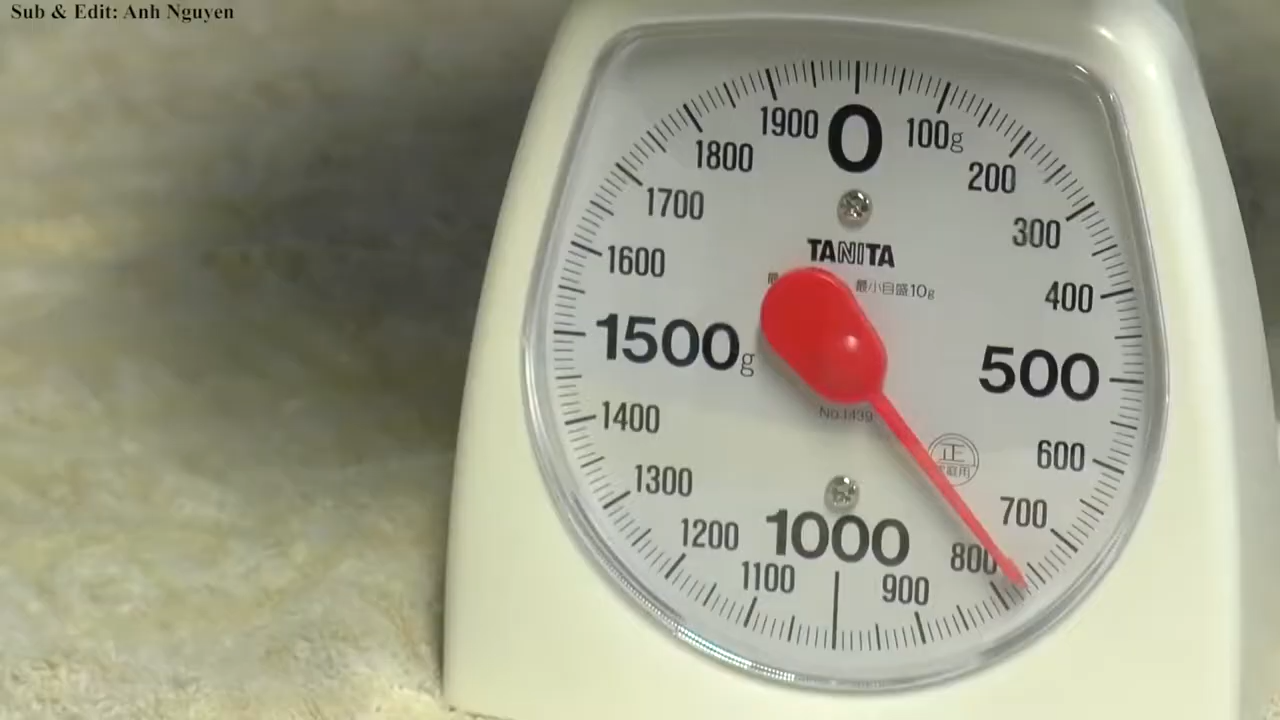 Sub & Edit: Anh Nguyen
0
100g
200
300
400
500
600
700
800
900
1000
1100
1200
1300
1400
1500g
1600
1700
1800
1900
TANITA
最小目盛10g
No.1439
正